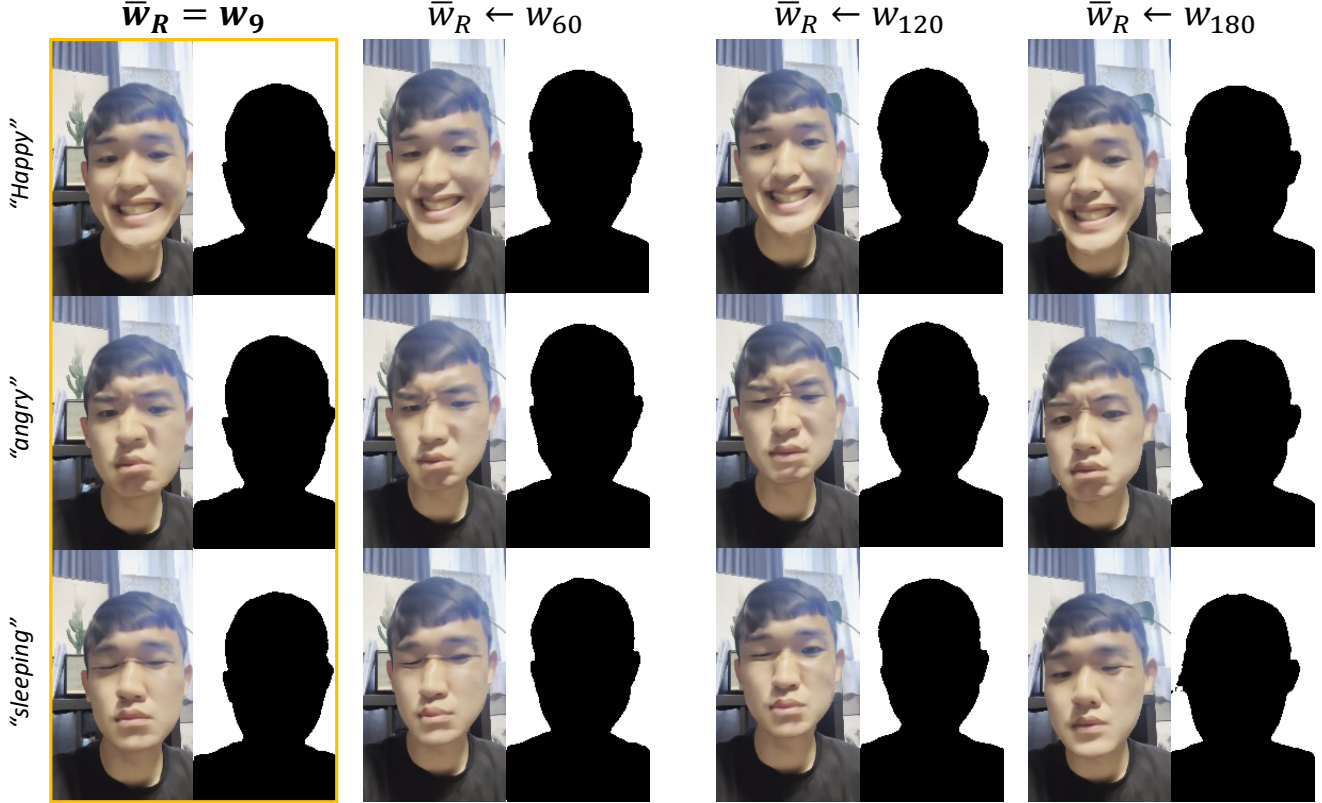 w̄_R = w_9
w̄_R ← w_60
w̄_R ← w_120
w̄_R ← w_180
“Happy”
“angry”
“sleeping”